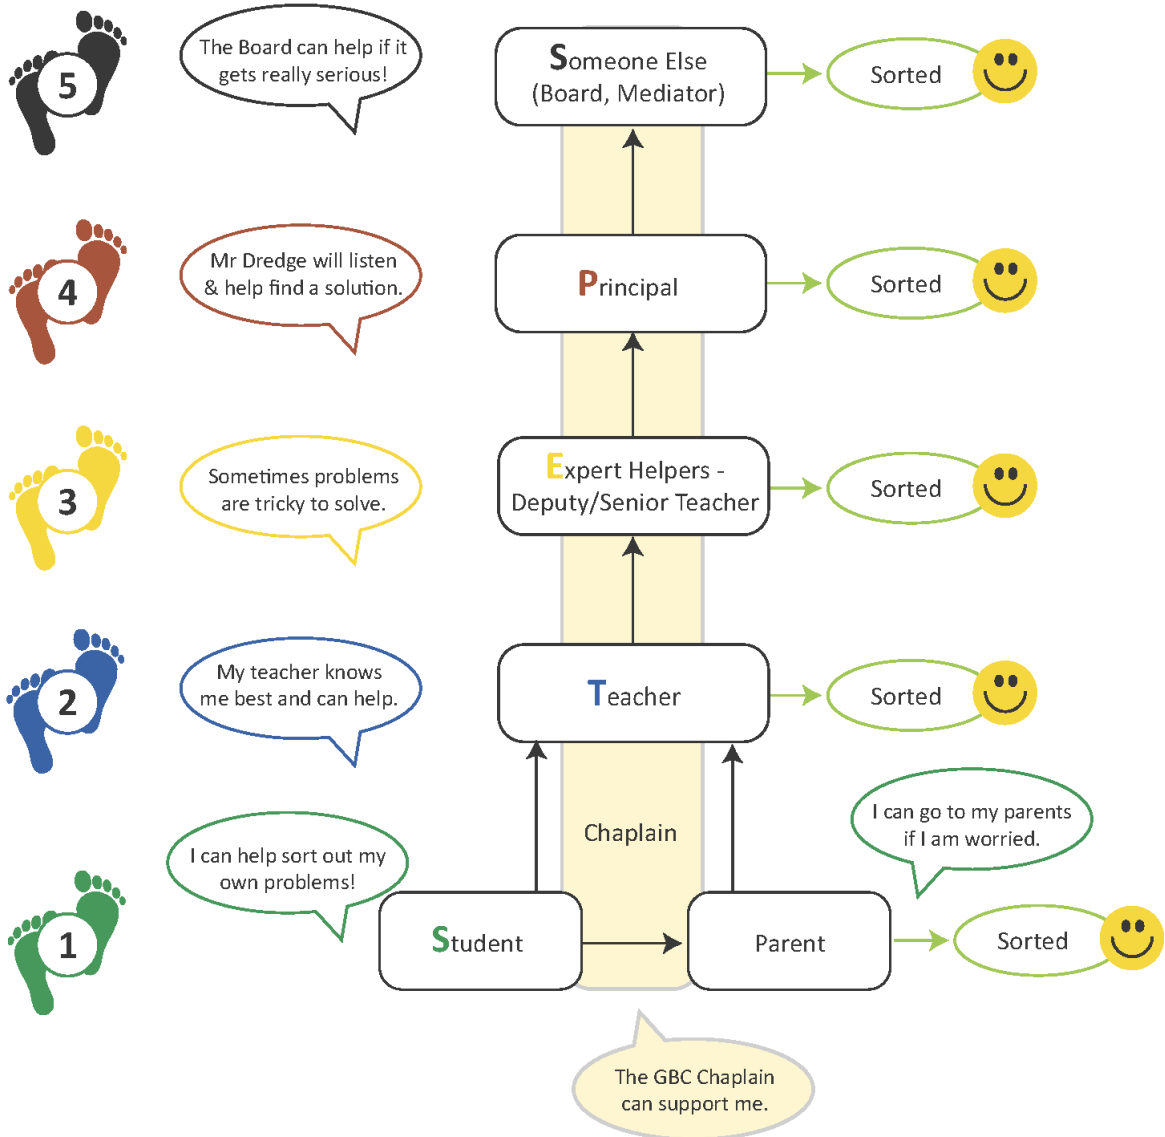 5
The Board can help if it
gets really serious!
Someone Else
(Board, Mediator)
Sorted
4
Mr Dredge will listen
& help find a solution.
Principal
Sorted
3
Sometimes problems
are tricky to solve.
Expert Helpers -
Deputy/Senior Teacher
Sorted
2
My teacher knows
me best and can help.
Teacher
Sorted
Chaplain
I can go to my parents
if I am worried.
1
I can help sort out my
own problems!
Student
Parent
Sorted
The GBC Chaplain
can support me.